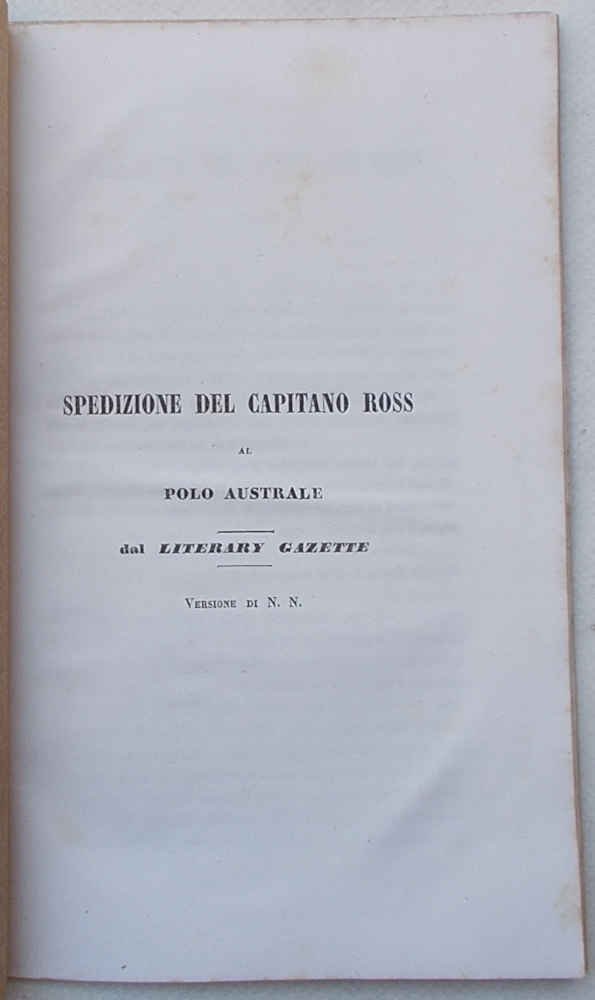 SPEDIZIONE DEL CAPITANO ROSS
AL
POLO AUSTRALE
dal LITERARY GAZETTE
VERSIONE DI N. N.